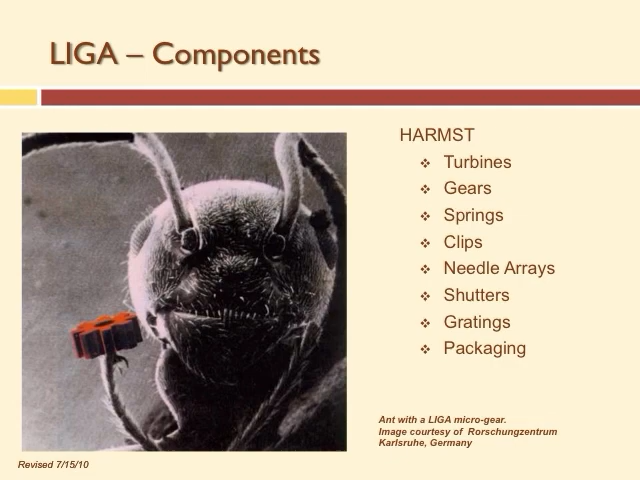 LIGA – Components
HARMST
❖ Turbines
❖ Gears
❖ Springs
❖ Clips
❖ Needle Arrays
❖ Shutters
❖ Gratings
❖ Packaging
Ant with a LIGA micro-gear.
Image courtesy of Rorschungzentrum
Karlsruhe, Germany
Revised 7/15/10